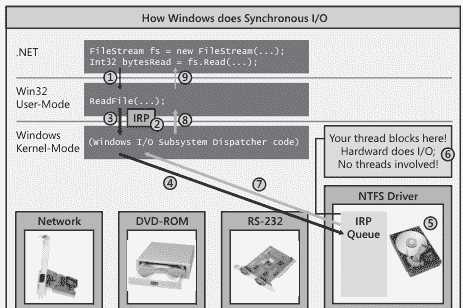 How Windows does Synchronous I/O
.NET
FileStream fs = new FileStream(...);
Int32 bytesRead = fs.Read(...);
1
9
Win32
User-Mode
ReadFile(...);
3
IRP
2
8
Windows
Kernel-Mode
(Windows I/O Subsystem Dispatcher code)
Your thread blocks here!
Hardward does I/O;
No threads involved!
6
4
7
Network
DVD-ROM
RS-232
NTFS Driver
IRP
Queue
5